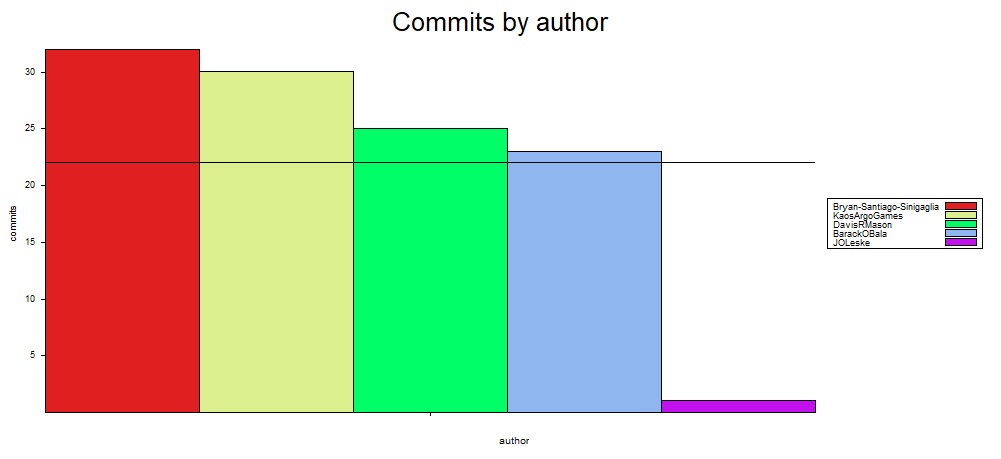 Commits by author
30
25
20
15
10
5
commits
author
Bryan-Santiago-Sinigaglia
KaosArgoGames
DavisRMason
BarackOBala
JOLeske